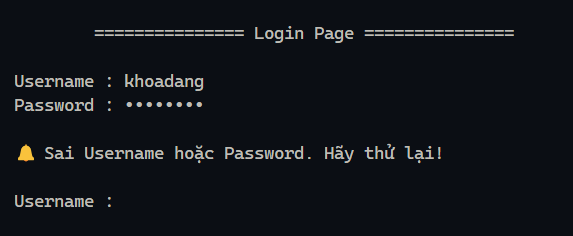 =============== Login Page ===============
Username : khoadang
Password : ••••••••
🔔 Sai Username hoặc Password. Hãy thử lại!
Username :